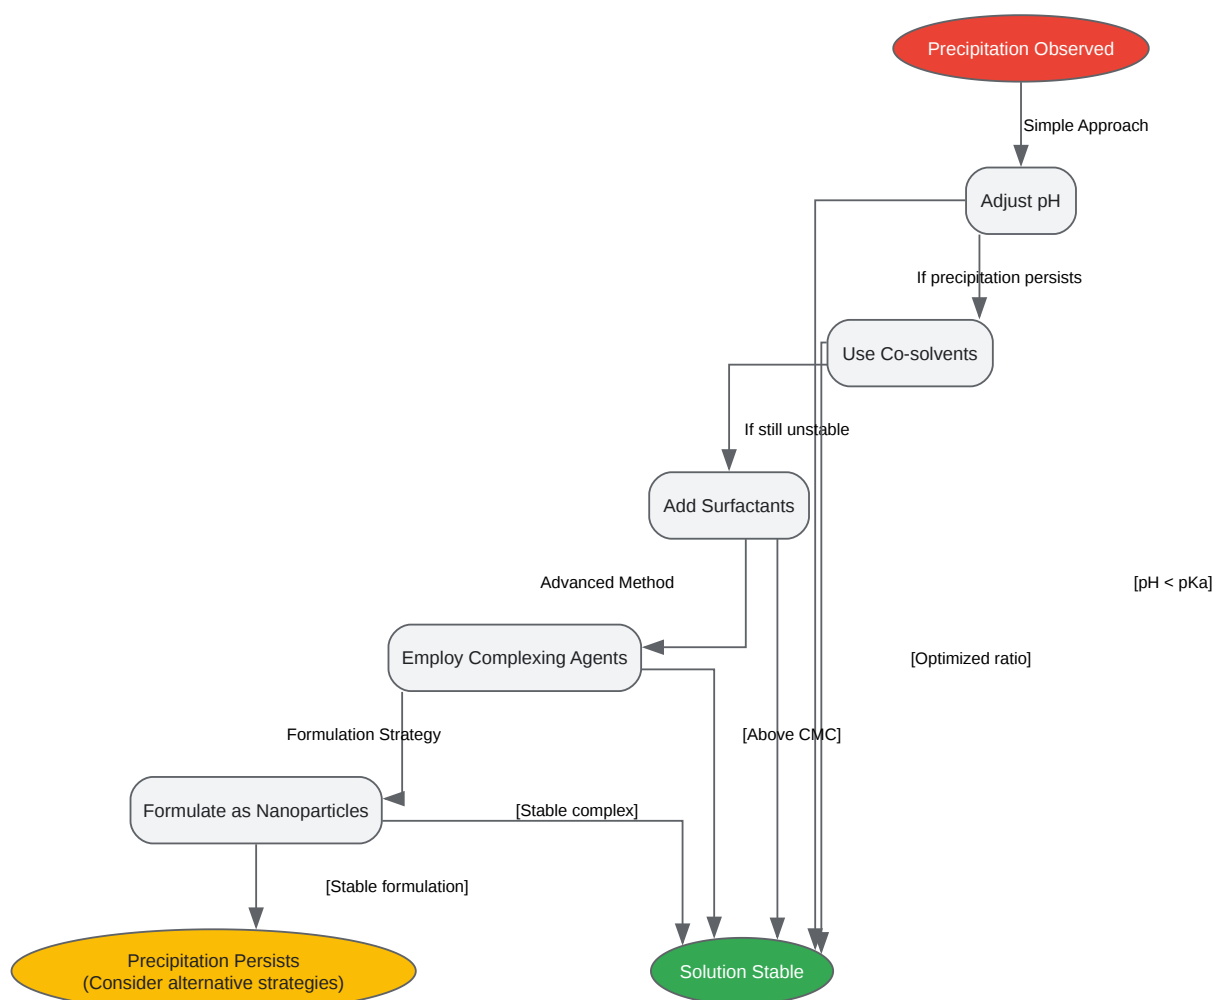 Precipitation Observed
Simple Approach
Adjust pH
If precipitation persists
Use Co-solvents
If still unstable
Add Surfactants
Advanced Method
[pH < pKa]
Employ Complexing Agents
[Optimized ratio]
Formulation Strategy
[Above CMC]
Formulate as Nanoparticles
[Stable complex]
[Stable formulation]
Precipitation Persists
(Consider alternative strategies)
Solution Stable